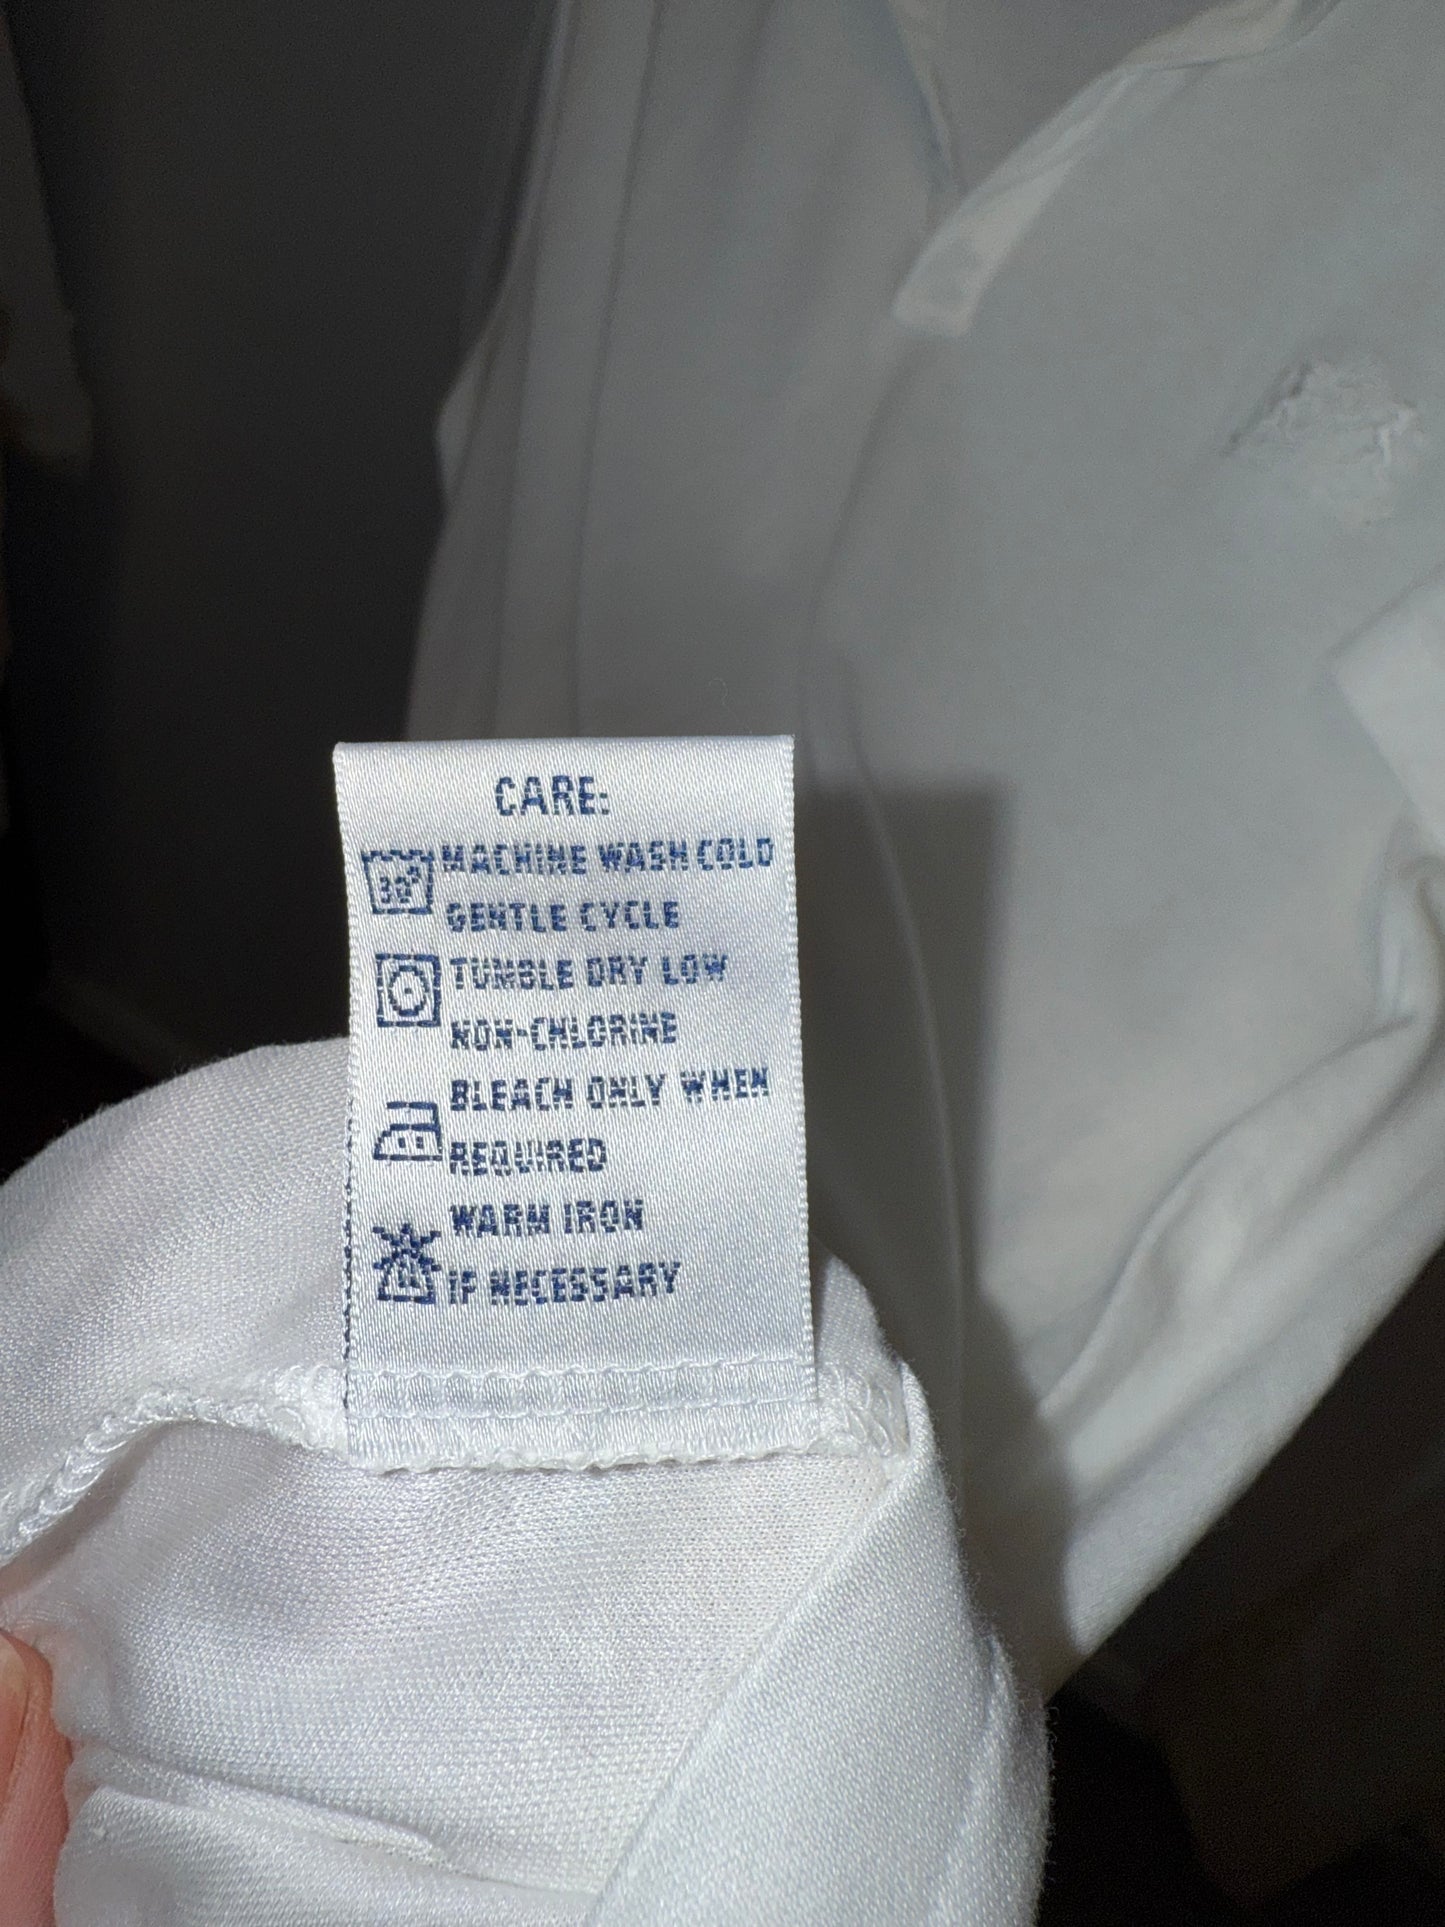 CARE:
30° MACHINE WASH COLD
GENTLE CYCLE
TUMBLE DRY LOW
NON-CHLORINE
BLEACH ONLY WHEN
REQUIRED
WARM IRON
IF NECESSARY